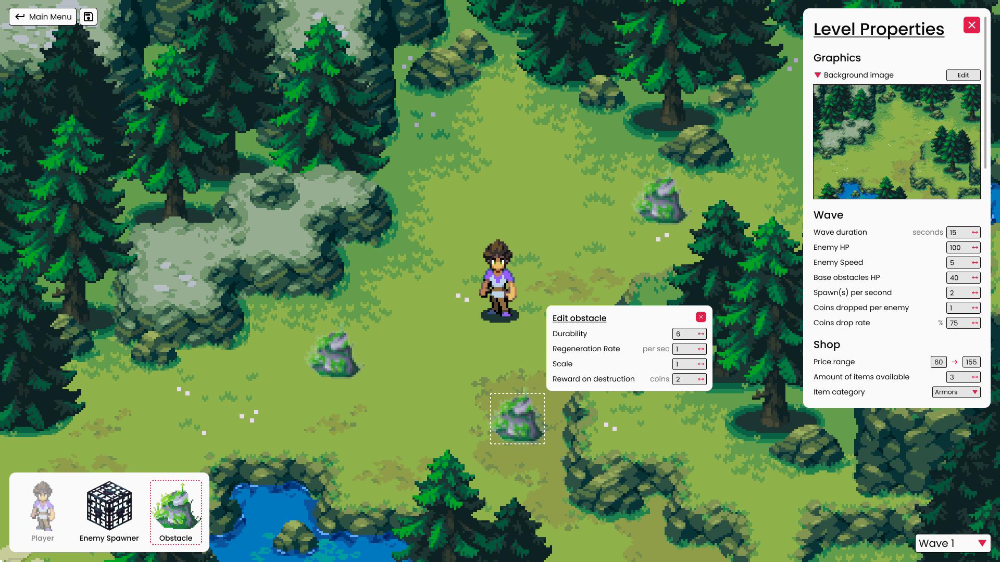 Main Menu
Level Properties
Graphics
Background image Edit
Wave
Wave duration seconds 15
Enemy HP 100
Enemy Speed 5
Base obstacles HP 40
Spawn(s) per second 2
Coins dropped per enemy 1
Coins drop rate % 75
Shop
Price range 60 → 155
Amount of items available 3
Item category Armors
Edit obstacle
Durability 6
Regeneration Rate per sec 1
Scale 1
Reward on destruction coins 2
Player Enemy Spawner Obstacle
Wave 1